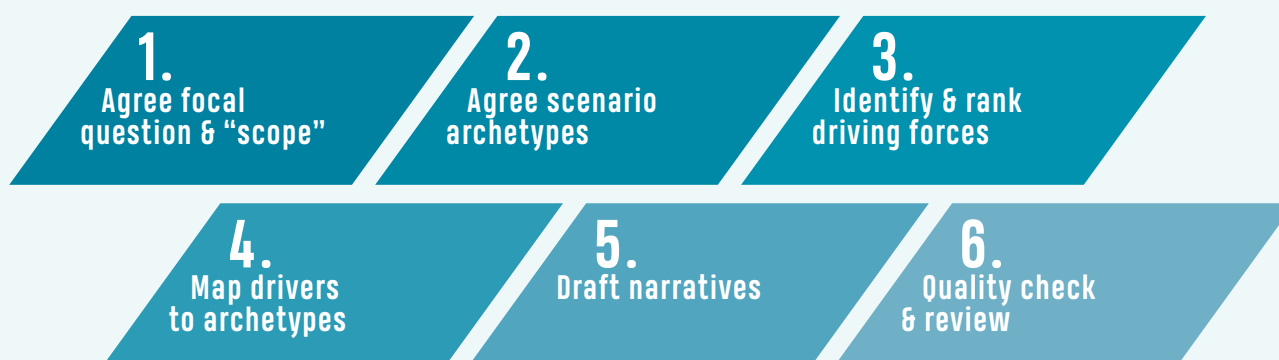 1.
Agree focal
question & “scope”
2.
Agree scenario
archetypes
3.
Identify & rank
driving forces
4.
Map drivers
to archetypes
5.
Draft narratives
6.
Quality check
& review